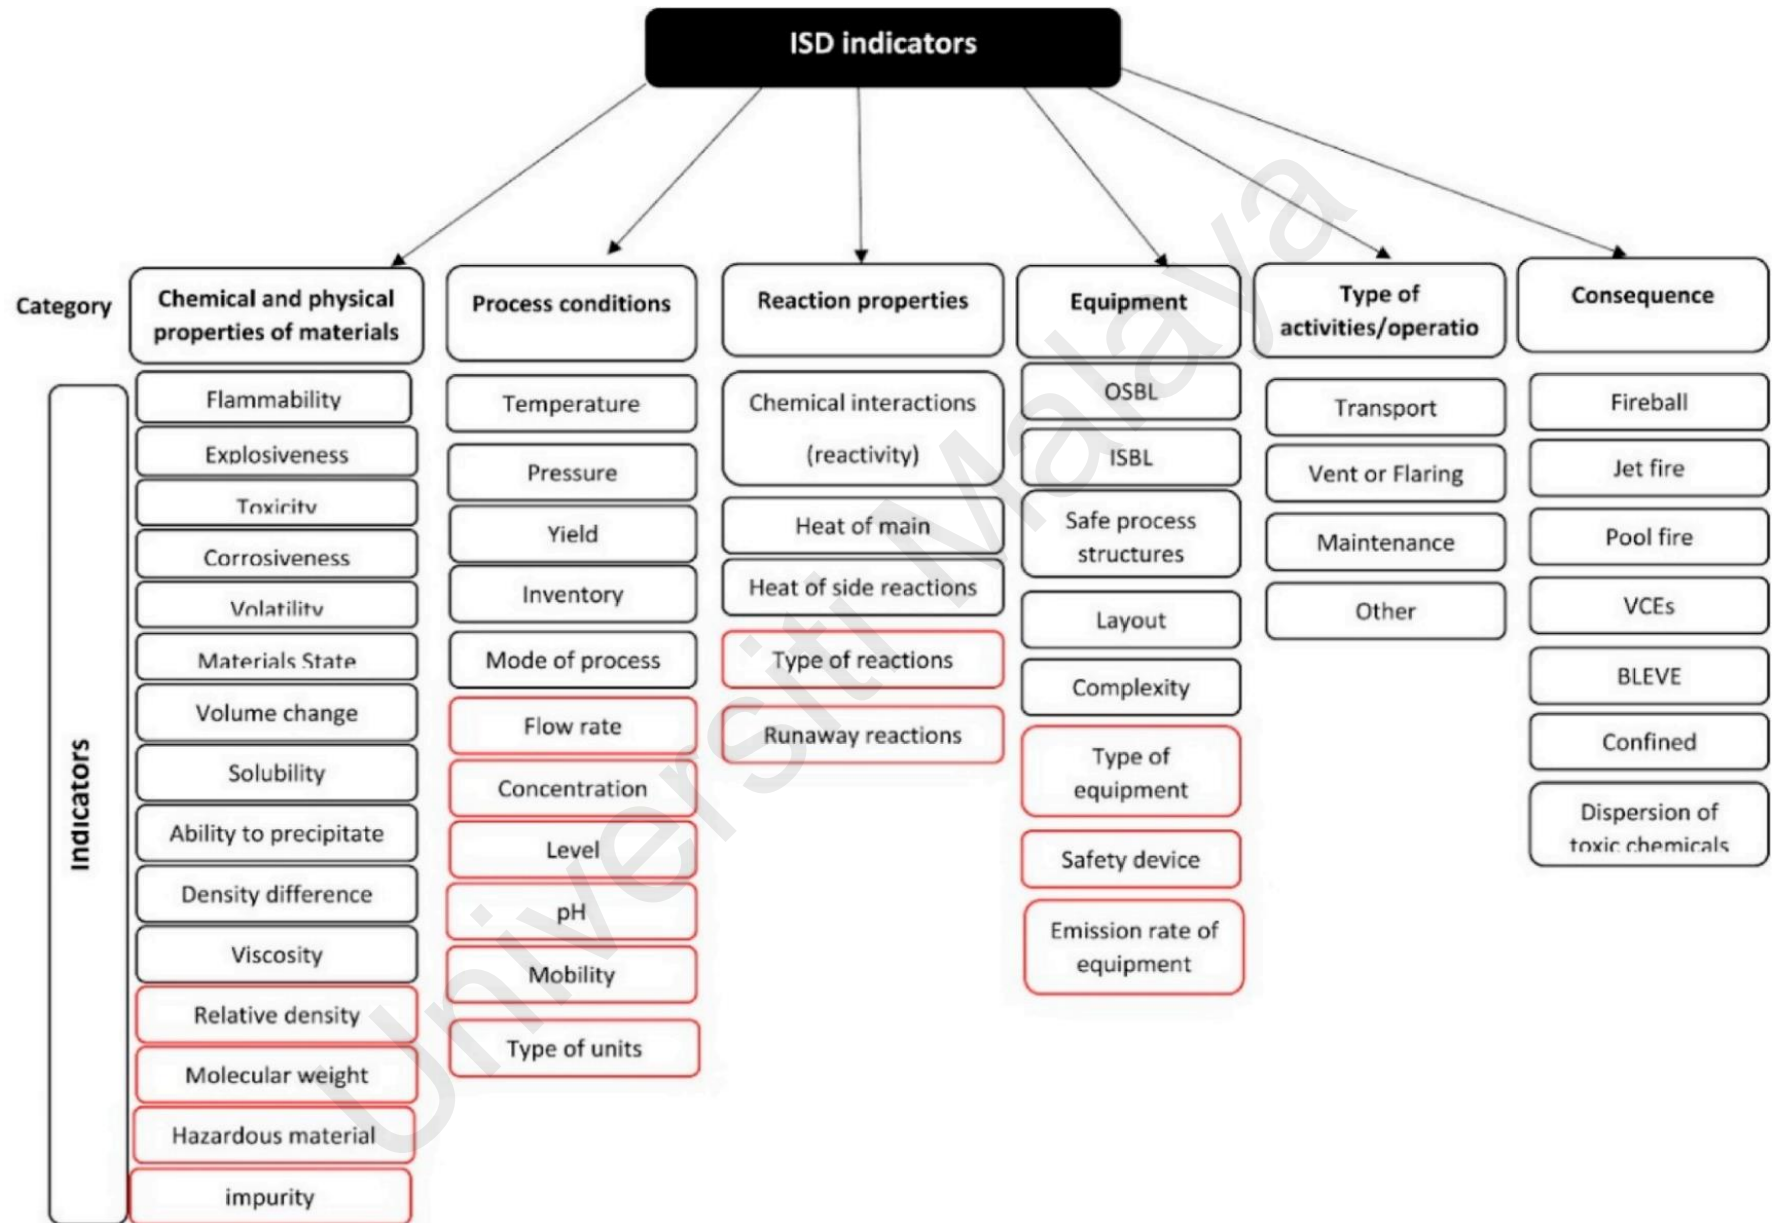 ISD indicators
Category
Chemical and physical
properties of materials
Process conditions
Reaction properties
Equipment
Type of
activities/operatio
Consequence
Indicators
Flammability
Explosiveness
Toxicity
Corrosiveness
Volatility
Materials State
Volume change
Solubility
Ability to precipitate
Density difference
Viscosity
Relative density
Molecular weight
Hazardous material
impurity
Temperature
Pressure
Yield
Inventory
Mode of process
Flow rate
Concentration
Level
pH
Mobility
Type of units
Chemical interactions
(reactivity)
Heat of main
Heat of side reactions
Type of reactions
Runaway reactions
OSBL
ISBL
Safe process
structures
Layout
Complexity
Type of
equipment
Safety device
Emission rate of
equipment
Transport
Vent or Flaring
Maintenance
Other
Fireball
Jet fire
Pool fire
VCEs
BLEVE
Confined
Dispersion of
toxic chemicals
Universiti Malaya